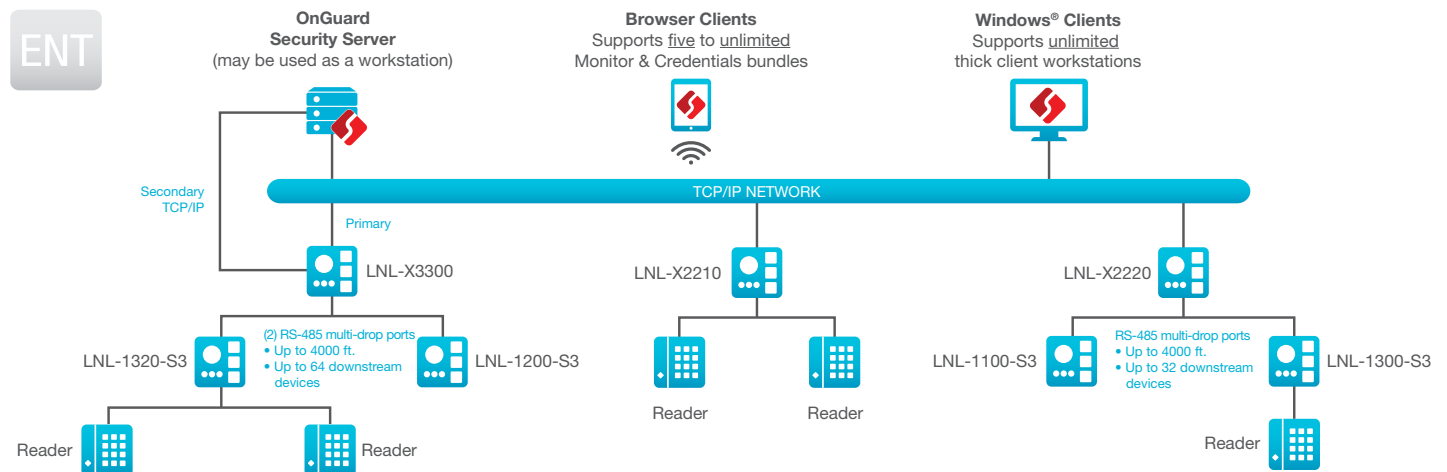 ENT
OnGuard
Security Server
(may be used as a workstation)
Browser Clients
Supports five to unlimited
Monitor & Credentials bundles
Windows® Clients
Supports unlimited
thick client workstations
Secondary
TCP/IP
TCP/IP NETWORK
Primary
LNL-X3300
LNL-X2210
LNL-X2220
LNL-1320-S3
(2) RS-485 multi-drop ports
• Up to 4000 ft.
• Up to 64 downstream
devices
LNL-1200-S3
LNL-1100-S3
RS-485 multi-drop ports
• Up to 4000 ft.
• Up to 32 downstream
devices
LNL-1300-S3
Reader
Reader
Reader
Reader
Reader